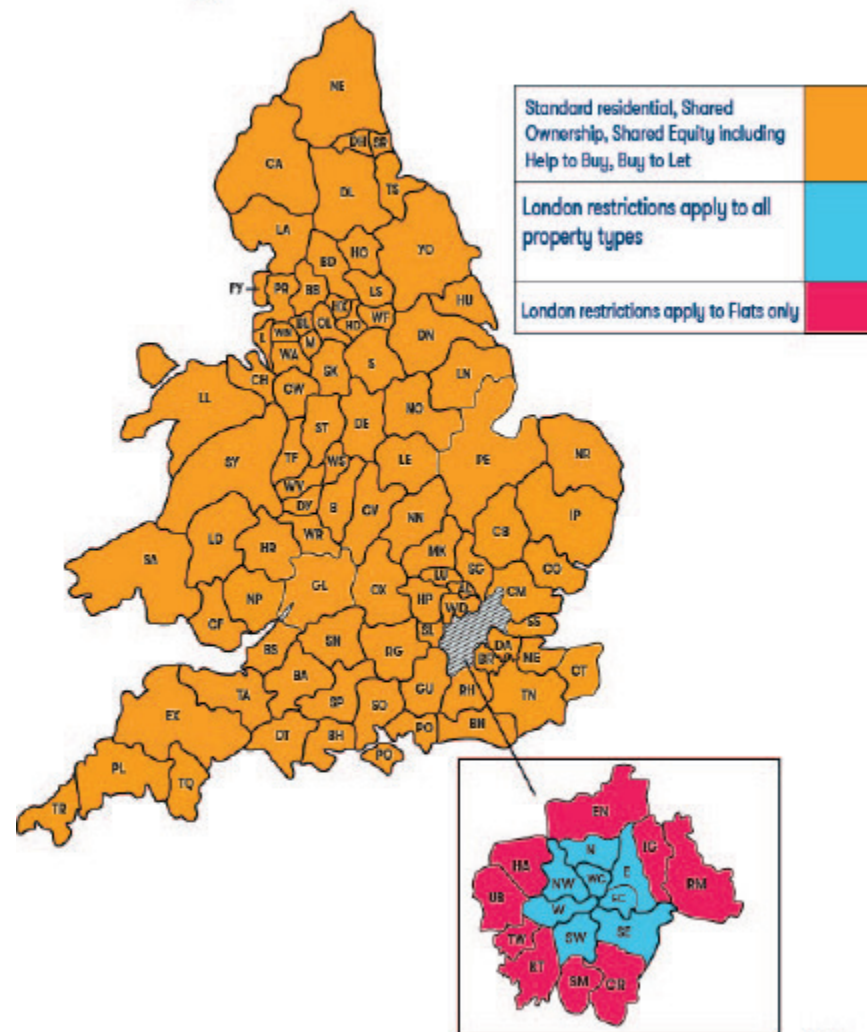 NE
DH SR
CA
DL
TS
LA
YO
BD
HO
FY
PR
BB
LS
HU
HX
BL
OL
HD
WF
L
WN
M
DN
WA
S
CH
SK
LN
CW
LL
NO
ST
DE
PE
NR
SY
TF
WS
LE
WV
DY
B
CV
NN
CB
IP
LD
HR
WR
MK
SA
GL
OX
LU
SG
CO
NP
HP
WD
CM
CF
SL
SS
BS
SN
RG
DA
BR
ME
CT
BA
TA
GU
RH
TN
EX
SP
SO
PO
BN
DT
BH
PO
PL
TQ
TR
Standard residential, Shared
Ownership, Shared Equity including
Help to Buy, Buy to Let
London restrictions apply to all
property types
London restrictions apply to Flats only
EN
N
IG
HA
E
RM
NW
WC
UB
EC
W
TW
SW
SE
KT
SM
CR